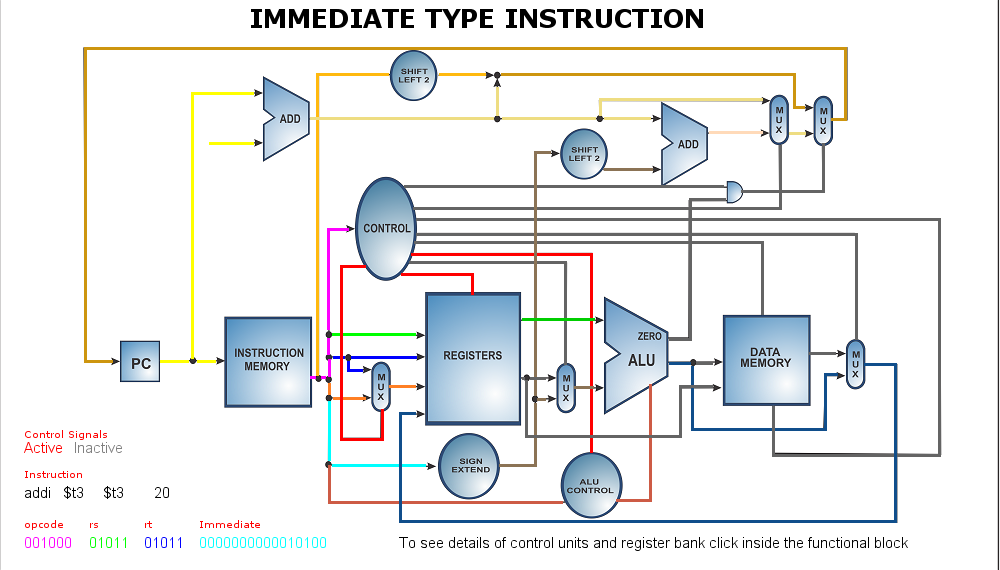 IMMEDIATE TYPE INSTRUCTION
SHIFT
LEFT 2
ADD
MUX
MUX
SHIFT
LEFT 2
ADD
CONTROL
PC
INSTRUCTION
MEMORY
REGISTERS
MUX
MUX
ZERO
ALU
DATA
MEMORY
MUX
SIGN
EXTEND
ALU
CONTROL
Control Signals
Active Inactive
Instruction
addi $t3 $t3 20
opcode rs rt Immediate
001000 01011 01011 0000000000010100
To see details of control units and register bank click inside the functional block